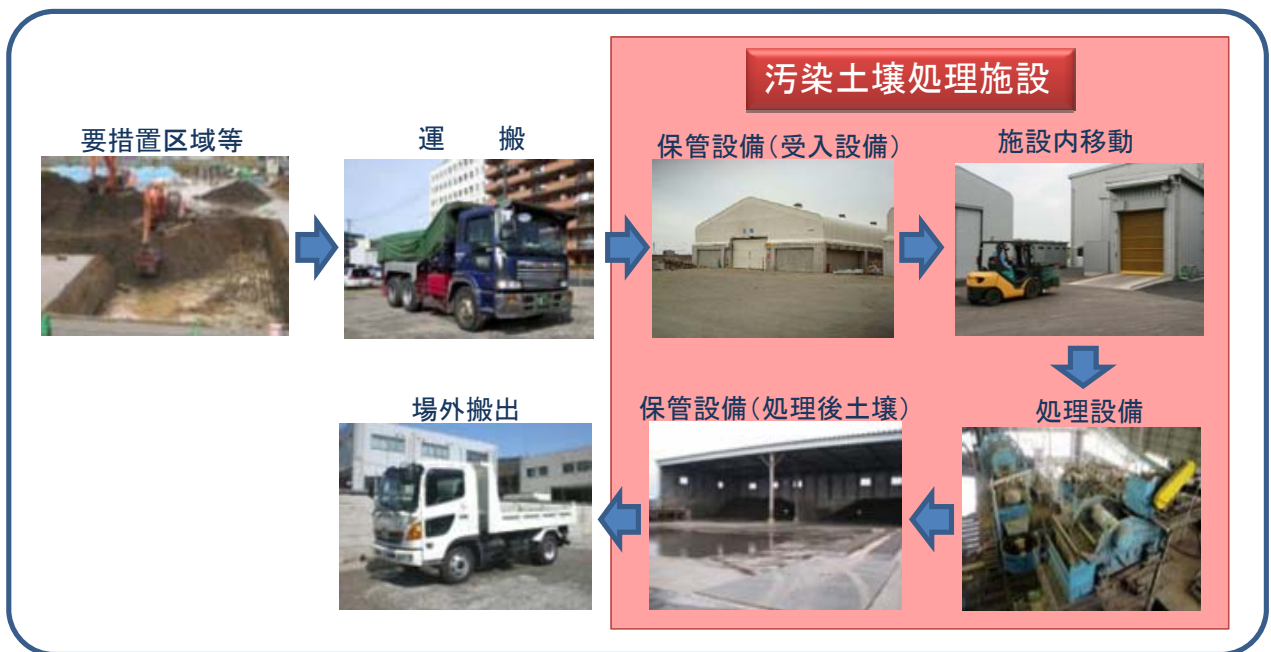 汚染土壌処理施設
要措置区域等
運　　搬
保管設備（受入設備）
施設内移動
場外搬出
保管設備（処理後土壌）
処理設備